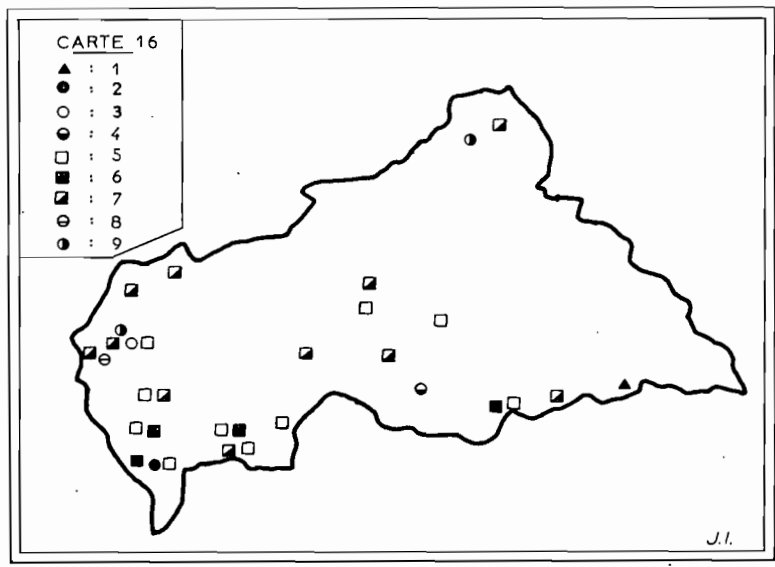 CARTE 16
▲ : 1
● : 2
○ : 3
◒ : 4
□ : 5
■ : 6
◪ : 7
⊖ : 8
◑ : 9
J.I.